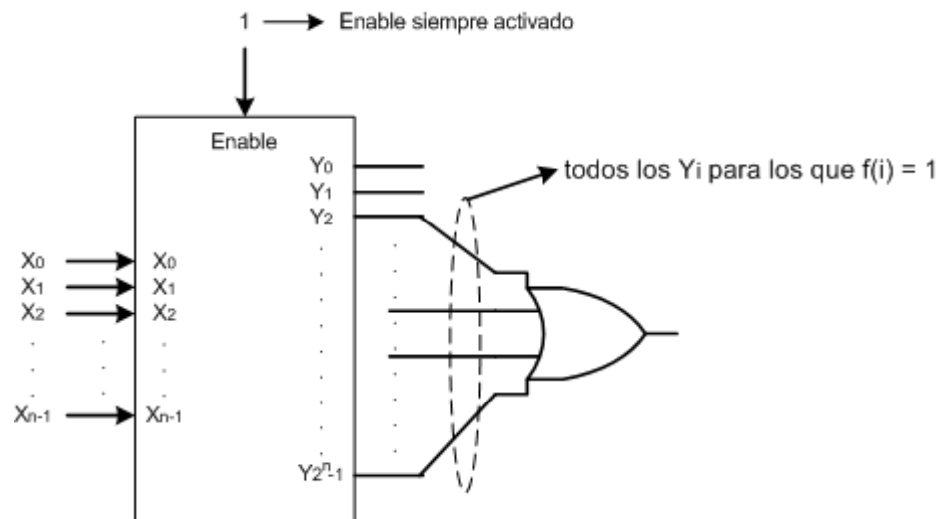 1 Enable siempre activado
Enable
Y0
Y1
Y2
todos los Yi para los que f(i) = 1
X0 X0
X1 X1
X2 X2
Xn-1 Xn-1
Y2^n-1